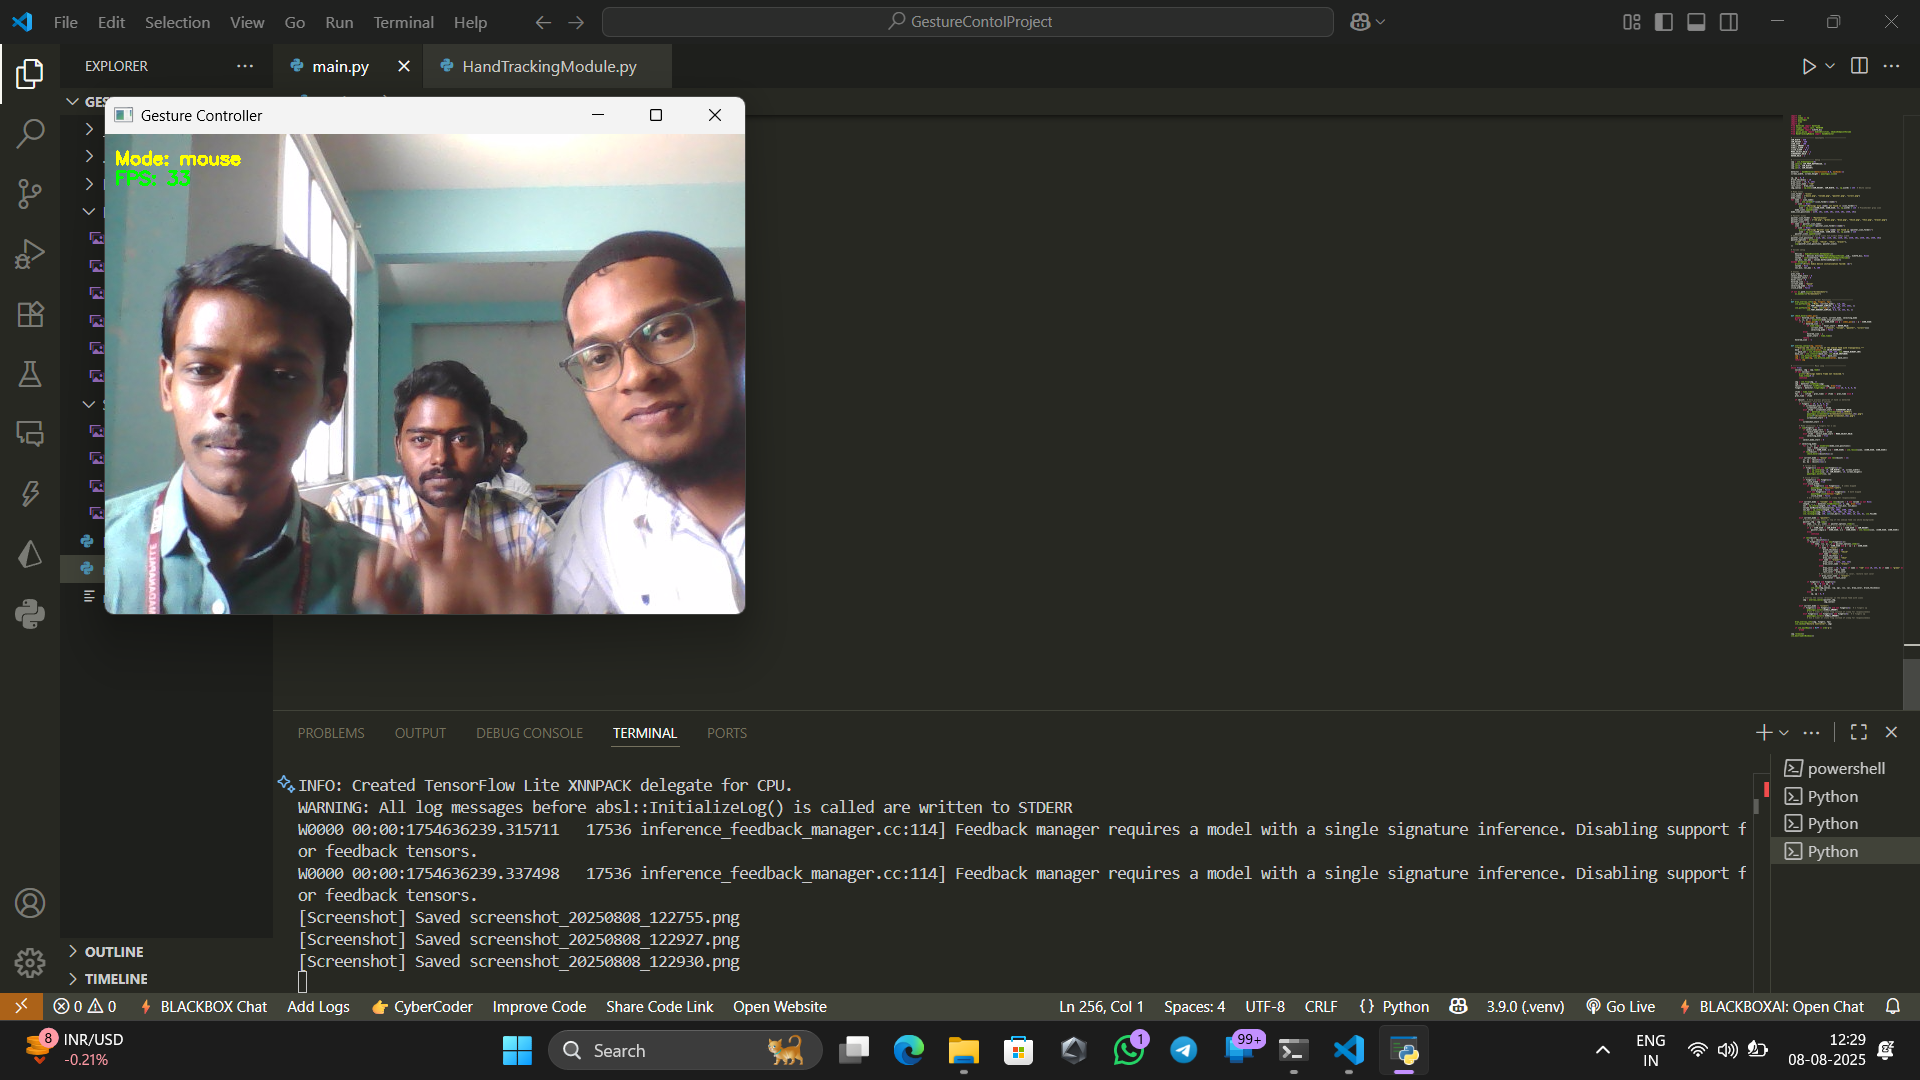 File Edit Selection View Go Run Terminal Help
GestureContolProject
EXPLORER
main.py
HandTrackingModule.py
Gesture Controller
Mode: mouse
FPS: 33
PROBLEMS OUTPUT DEBUG CONSOLE TERMINAL PORTS
INFO: Created TensorFlow Lite XNNPACK delegate for CPU.
WARNING: All log messages before absl::InitializeLog() is called are written to STDERR
W0000 00:00:1754636239.315711 17536 inference_feedback_manager.cc:114] Feedback manager requires a model with a single signature inference. Disabling support f
or feedback tensors.
W0000 00:00:1754636239.337498 17536 inference_feedback_manager.cc:114] Feedback manager requires a model with a single signature inference. Disabling support f
or feedback tensors.
[Screenshot] Saved screenshot_20250808_122755.png
[Screenshot] Saved screenshot_20250808_122927.png
[Screenshot] Saved screenshot_20250808_122930.png
powershell
Python
Python
Python
OUTLINE
TIMELINE
0 0 BLACKBOX Chat Add Logs CyberCoder Improve Code Share Code Link Open Website Ln 256, Col 1 Spaces: 4 UTF-8 CRLF {} Python 3.9.0 (.venv) Go Live BLACKBOXAI: Open Chat
8
INR/USD
-0.21%
Search
1
99+
ENG
IN
12:29
08-08-2025